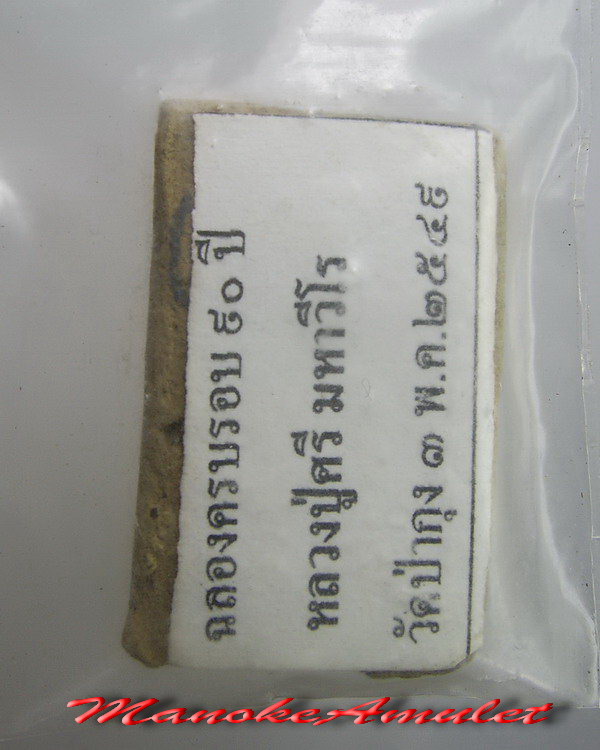 ฉลองครบรอบ ๙๐ ปี
หลวงปู่ศรี มหาวีโร
วัดป่ากุง ๓ พ.ค.๒๕๔๙
ManokeAmulet